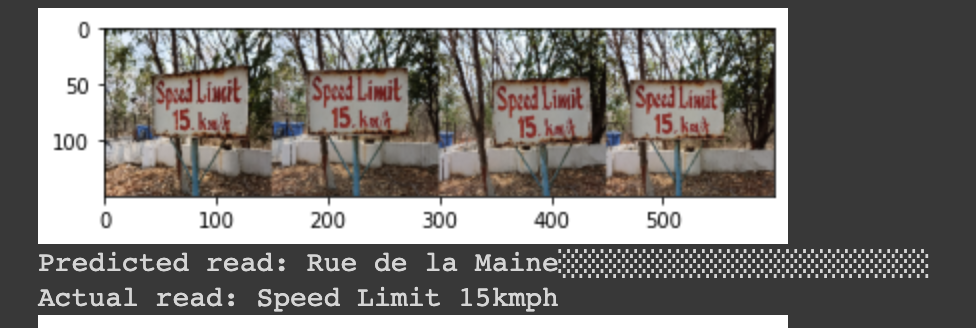 0
50
100
Speed Limit
15. km/h
Speed Limit
15. km/h
Speed Limit
15. km/h
Speed Limit
15. km/h
0 100 200 300 400 500
Predicted read: Rue de la Maine░░░░░░░░░░░░░░░░░░░░░░
Actual read: Speed Limit 15kmph